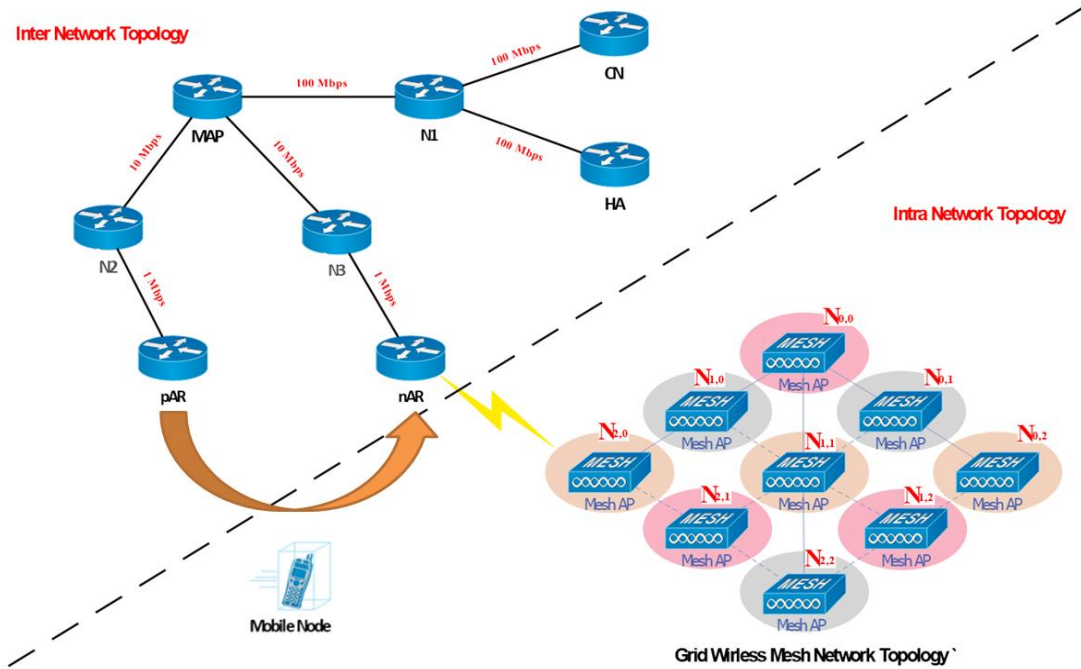 Inter Network Topology
CN
100 Mbps
100 Mbps
MAP
N1
100 Mbps
HA
10 Mbps
10 Mbps
Intra Network Topology
N2
N3
1 Mbps
1 Mbps
pAR
nAR
N0,0
MESH
Mesh AP
N1,0
MESH
Mesh AP
N0,1
MESH
Mesh AP
N2,0
MESH
Mesh AP
N1,1
MESH
Mesh AP
N0,2
MESH
Mesh AP
N2,1
MESH
Mesh AP
N1,2
MESH
Mesh AP
N2,2
MESH
Mesh AP
Mobile Node
Grid Wirless Mesh Network Topology `